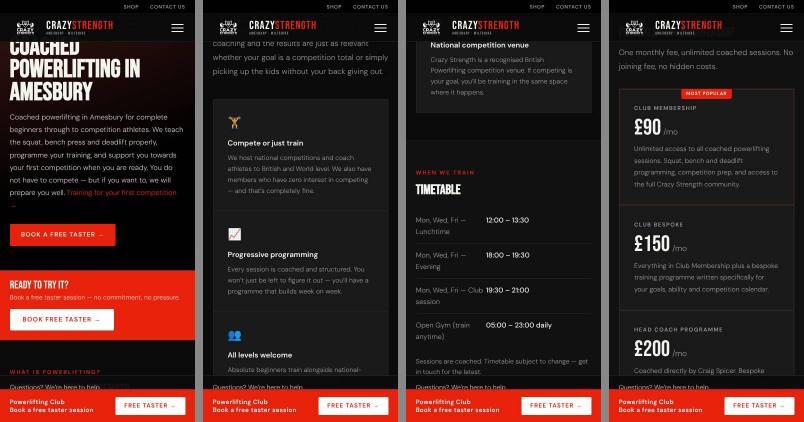 SHOP CONTACT US
CRAZYSTRENGTH
COACHED
POWERLIFTING IN
AMESBURY
Coached powerlifting in Amesbury for complete
beginners through to competition athletes. We teach
the squat, bench press and deadlift properly,
programme your training, and support you towards
your first competition when you are ready. You do
not have to compete — but if you want to, we will
prepare you well. Training for your first competition
→
BOOK A FREE TASTER →
READY TO TRY IT?
Book a free taster session — no commitment, no pressure.
BOOK FREE TASTER →
WHAT IS POWERLIFTING?
Questions? We're here to help
Powerlifting Club
Book a free taster session
FREE TASTER →
SHOP CONTACT US
CRAZYSTRENGTH
coaching and the results are just as relevant
whether your goal is a competition total or simply
picking up the kids without your back giving out.
Compete or just train
We host national competitions and coach
athletes to British and World level. We also have
members who have zero interest in competing
— and that's completely fine.
Progressive programming
Every session is coached and structured. You
won't just be left to figure it out — you'll have a
programme that builds week on week.
All levels welcome
Absolute beginners train alongside national-
Questions? We're here to help
Powerlifting Club
Book a free taster session
FREE TASTER →
SHOP CONTACT US
CRAZYSTRENGTH
National competition venue
Crazy Strength is a recognised British
Powerlifting competition venue. If competing is
your goal, you'll be training in the same space
where it happens.
WHEN WE TRAIN
TIMETABLE
Mon, Wed, Fri — 12:00 – 13:30
Lunchtime
Mon, Wed, Fri — 18:00 – 19:30
Evening
Mon, Wed, Fri — Club 19:30 – 21:00
session
Open Gym (train 05:00 – 23:00 daily
anytime)
Sessions are coached. Timetable subject to change — get
in touch for the latest.
Questions? We're here to help
Powerlifting Club
Book a free taster session
FREE TASTER →
SHOP CONTACT US
CRAZYSTRENGTH
One monthly fee, unlimited coached sessions. No
joining fee, no hidden costs.
MOST POPULAR
CLUB MEMBERSHIP
£90 /mo
Unlimited access to all coached powerlifting
sessions. Squat, bench and deadlift
programming, competition prep, and access to
the full Crazy Strength community.
CLUB BESPOKE
£150 /mo
Everything in Club Membership plus a bespoke
training programme written specifically for
your goals, ability and competition calendar.
HEAD COACH PROGRAMME
£200 /mo
Coached directly by Craig Spicer. Bespoke
Questions? We're here to help
Powerlifting Club
Book a free taster session
FREE TASTER →